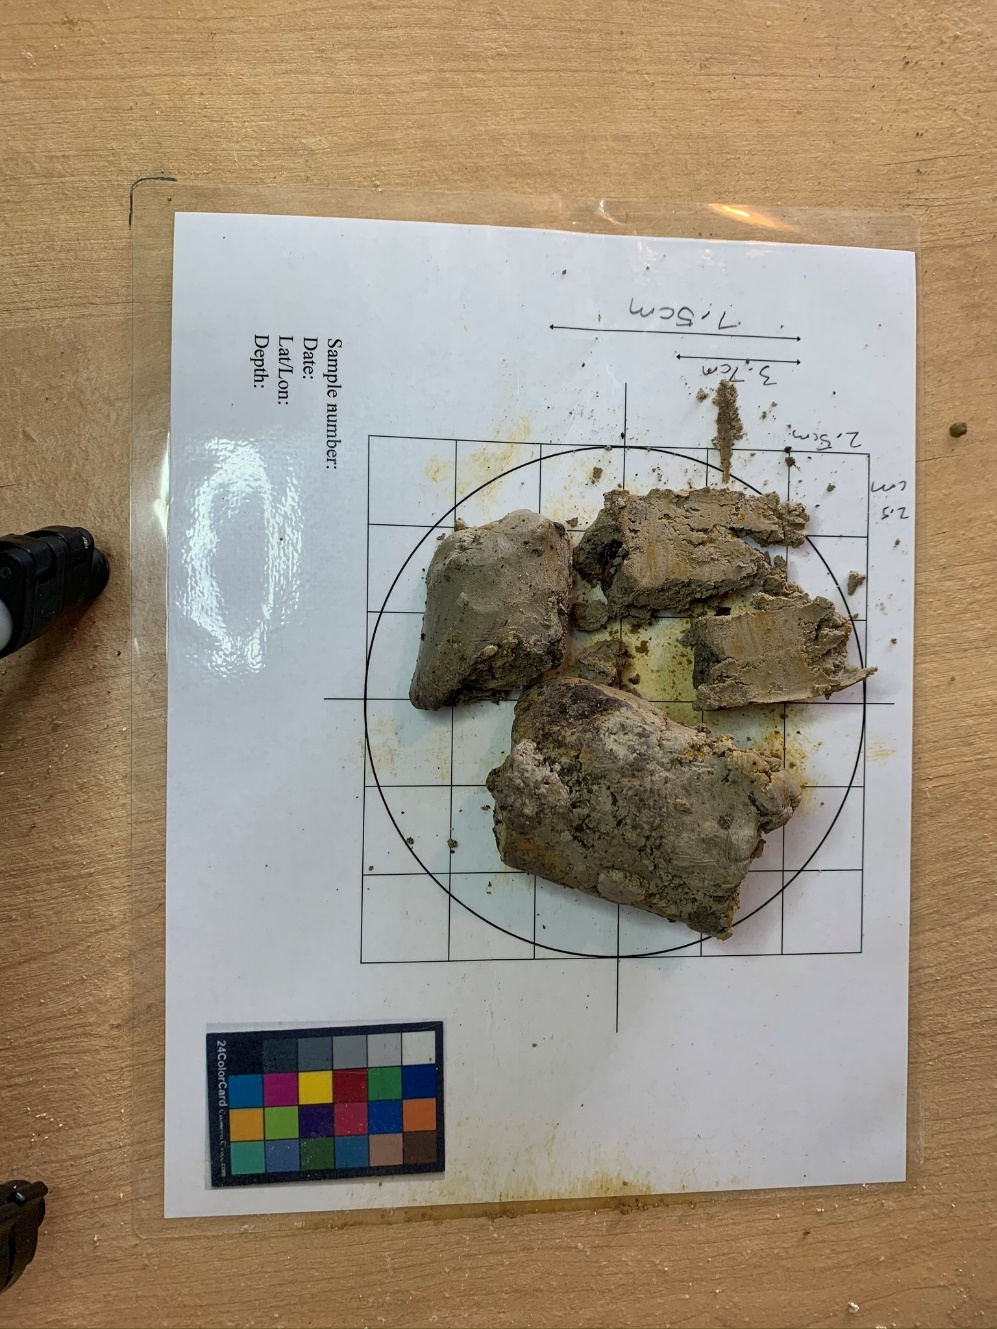 Sample number:
Date:
Lat/Lon:
Depth:
7.5cm
3.7cm
2.5cm
2.5
cm
24ColorCard